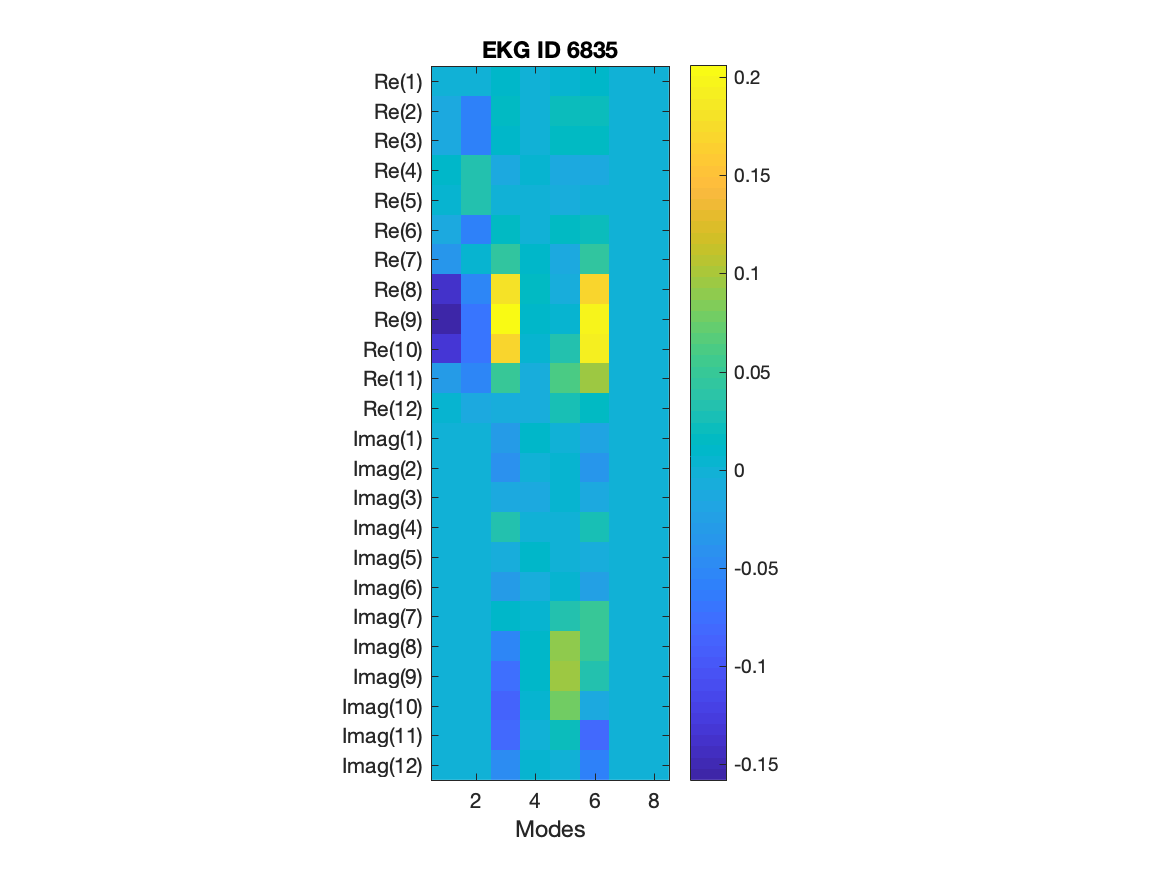 EKG ID 6835
Re(1)
Re(2)
Re(3)
Re(4)
Re(5)
Re(6)
Re(7)
Re(8)
Re(9)
Re(10)
Re(11)
Re(12)
Imag(1)
Imag(2)
Imag(3)
Imag(4)
Imag(5)
Imag(6)
Imag(7)
Imag(8)
Imag(9)
Imag(10)
Imag(11)
Imag(12)
2 4 6 8
Modes
0.2
0.15
0.1
0.05
0
-0.05
-0.1
-0.15